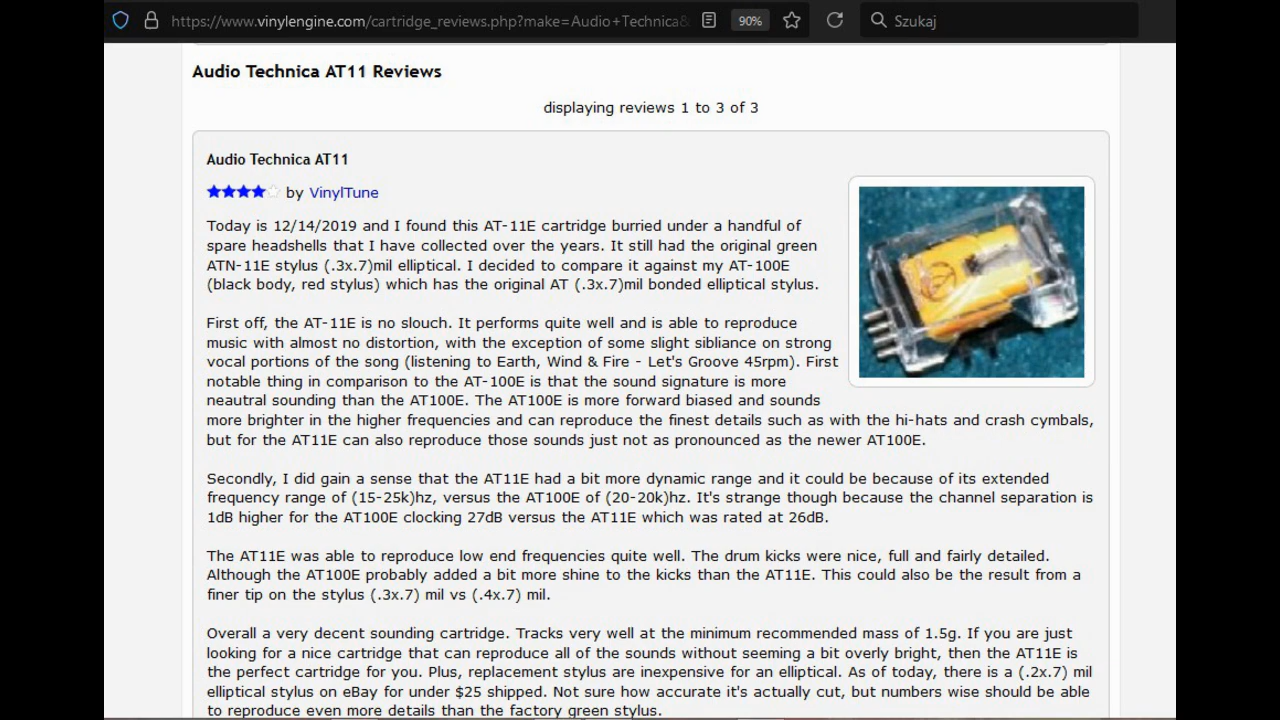 https://www.vinylengine.com/cartridge_reviews.php?make=Audio+Technica&
90%
Szukaj
Audio Technica AT11 Reviews
displaying reviews 1 to 3 of 3
Audio Technica AT11
by VinylTune
Today is 12/14/2019 and I found this AT-11E cartridge burried under a handful of
spare headshells that I have collected over the years. It still had the original green
ATN-11E stylus (.3x.7)mil elliptical. I decided to compare it against my AT-100E
(black body, red stylus) which has the original AT (.3x.7)mil bonded elliptical stylus.
First off, the AT-11E is no slouch. It performs quite well and is able to reproduce
music with almost no distortion, with the exception of some slight sibliance on strong
vocal portions of the song (listening to Earth, Wind & Fire - Let's Groove 45rpm). First
notable thing in comparison to the AT-100E is that the sound signature is more
neautral sounding than the AT100E. The AT100E is more forward biased and sounds
more brighter in the higher frequencies and can reproduce the finest details such as with the hi-hats and crash cymbals,
but for the AT11E can also reproduce those sounds just not as pronounced as the newer AT100E.
Secondly, I did gain a sense that the AT11E had a bit more dynamic range and it could be because of its extended
frequency range of (15-25k)hz, versus the AT100E of (20-20k)hz. It's strange though because the channel separation is
1dB higher for the AT100E clocking 27dB versus the AT11E which was rated at 26dB.
The AT11E was able to reproduce low end frequencies quite well. The drum kicks were nice, full and fairly detailed.
Although the AT100E probably added a bit more shine to the kicks than the AT11E. This could also be the result from a
finer tip on the stylus (.3x.7) mil vs (.4x.7) mil.
Overall a very decent sounding cartridge. Tracks very well at the minimum recommended mass of 1.5g. If you are just
looking for a nice cartridge that can reproduce all of the sounds without seeming a bit overly bright, then the AT11E is
the perfect cartridge for you. Plus, replacement stylus are inexpensive for an elliptical. As of today, there is a (.2x.7) mil
elliptical stylus on eBay for under $25 shipped. Not sure how accurate it's actually cut, but numbers wise should be able
to reproduce even more details than the factory green stylus.